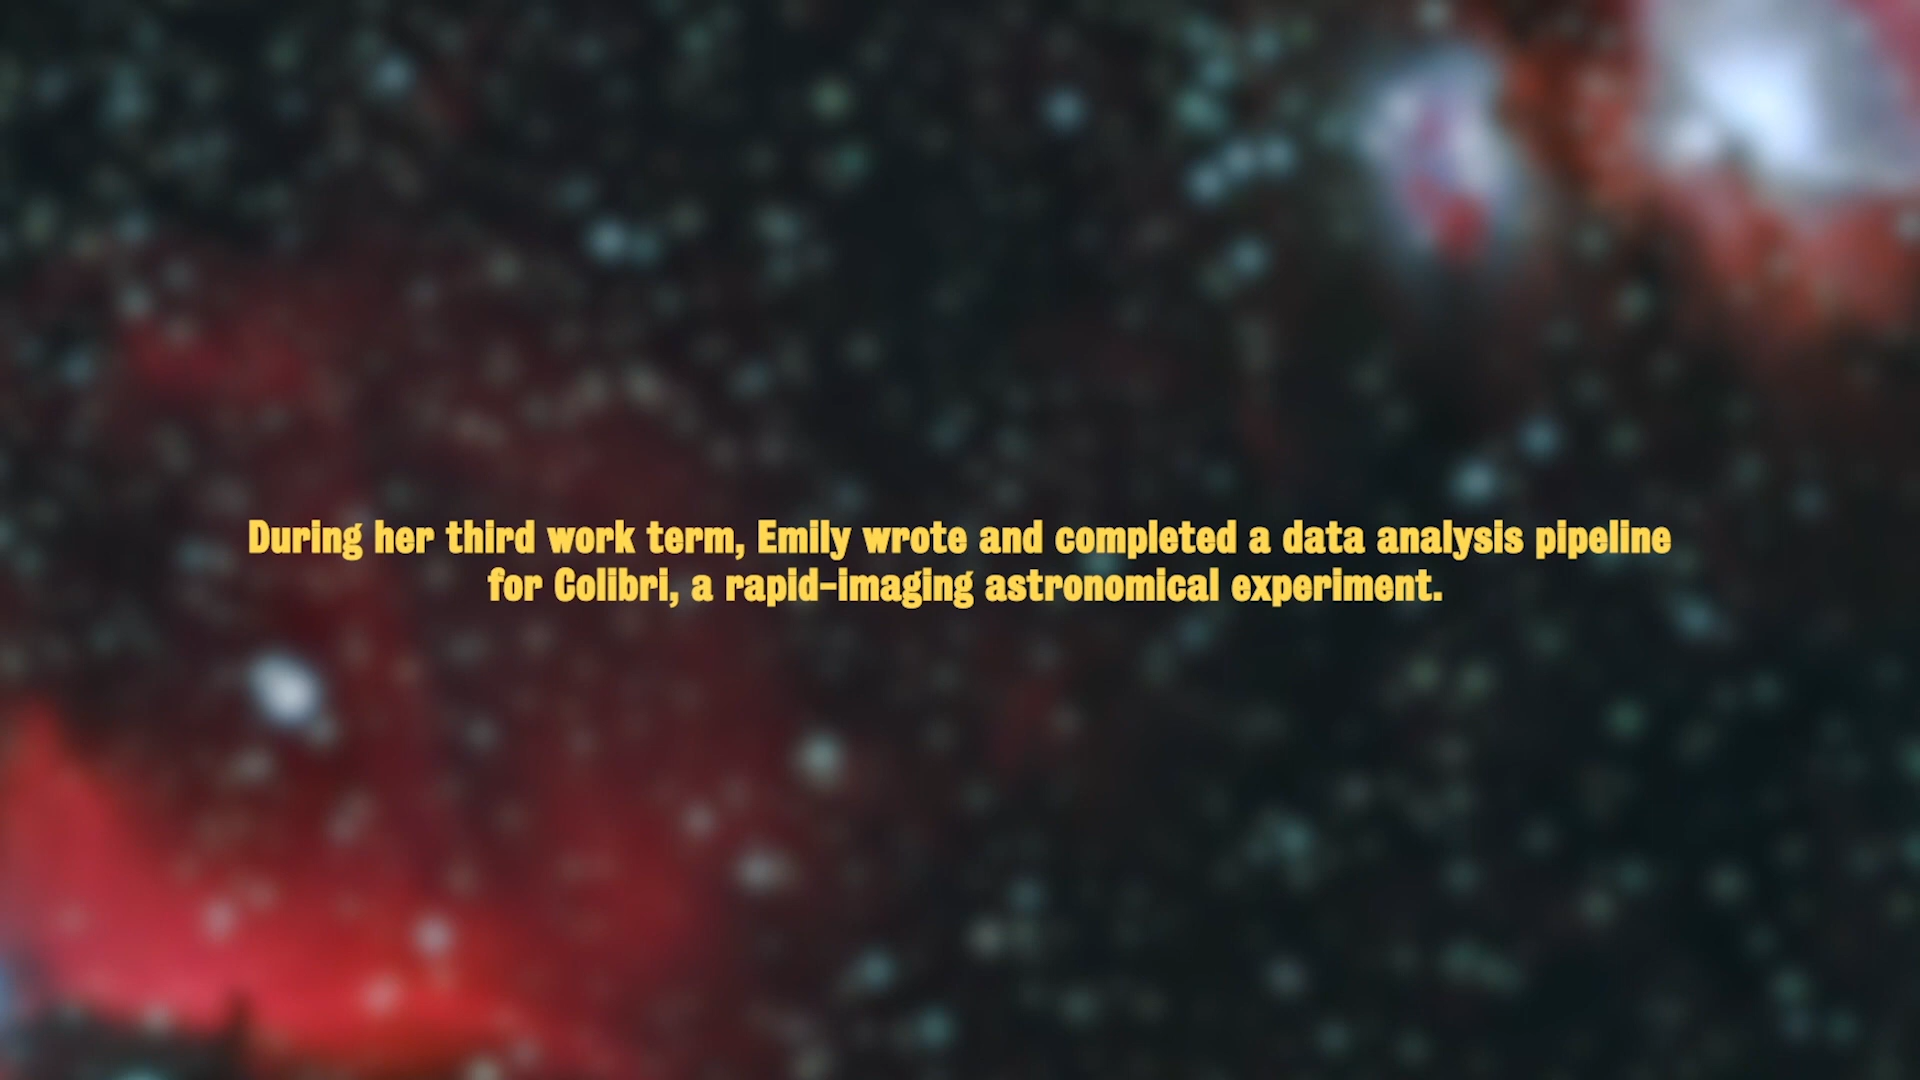 During her third work term, Emily wrote and completed a data analysis pipeline
for Colibri, a rapid-imaging astronomical experiment.